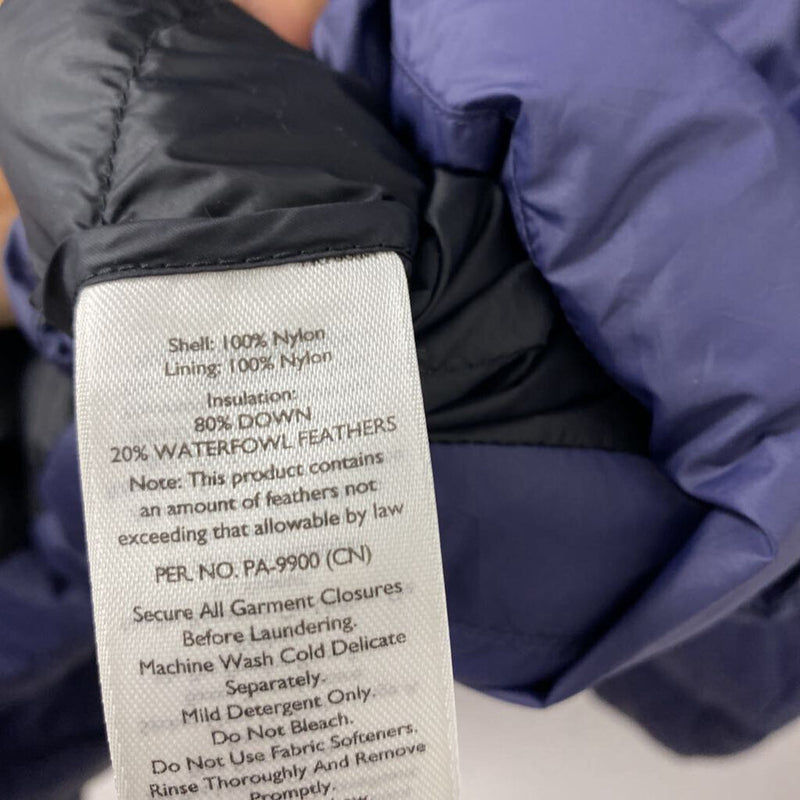 Shell: 100% Nylon
Lining: 100% Nylon
Insulation:
80% DOWN
20% WATERFOWL FEATHERS
Note: This product contains
an amount of feathers not
exceeding that allowable by law
PER. NO. PA-9900 (CN)
Secure All Garment Closures
Before Laundering.
Machine Wash Cold Delicate
Separately.
Mild Detergent Only.
Do Not Bleach.
Do Not Use Fabric Softeners.
Rinse Thoroughly And Remove
Promptly.